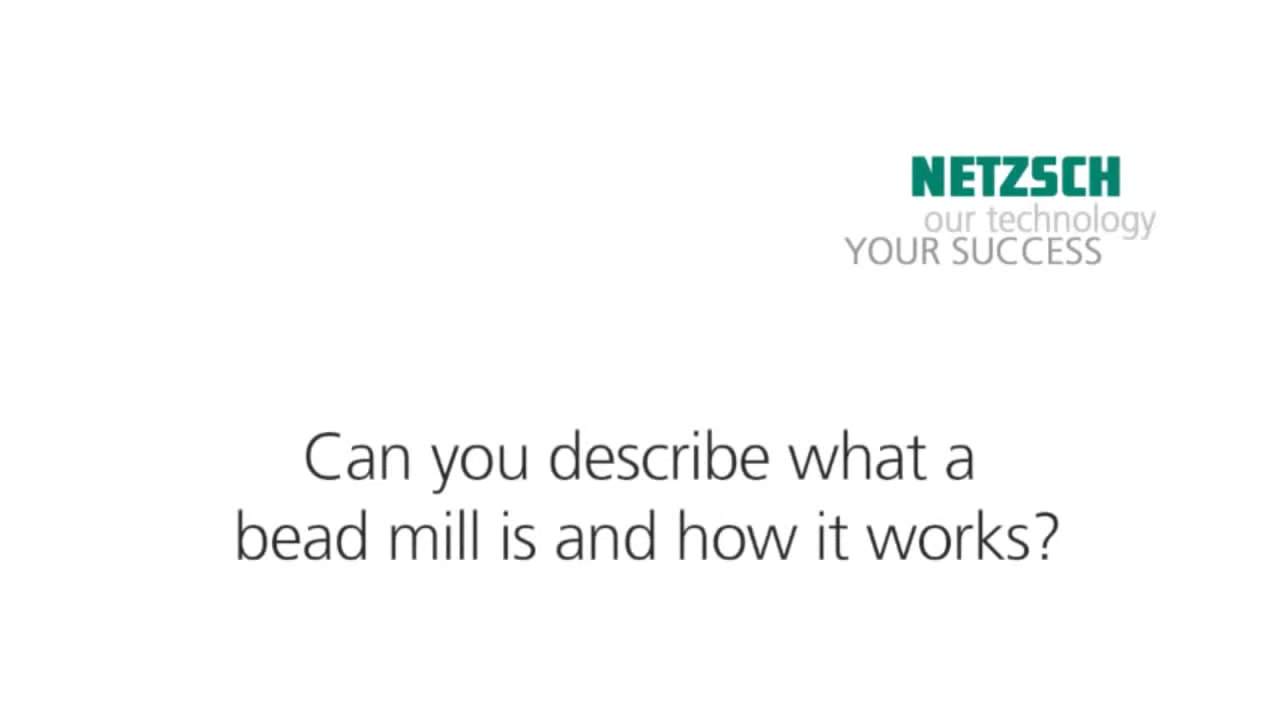 NETZSCH
our technology
YOUR SUCCESS
Can you describe what a
bead mill is and how it works?